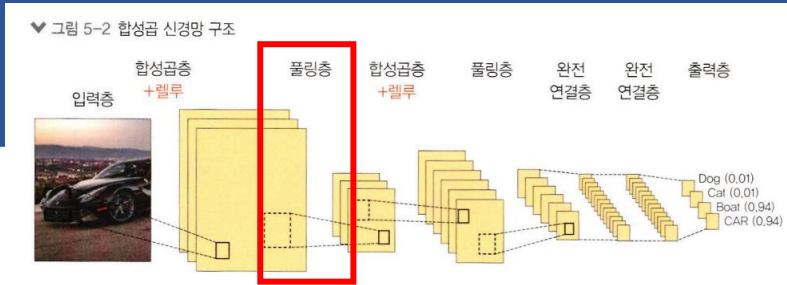 그림 5-2 합성곱 신경망 구조
입력층
합성곱층
+렐루
풀링층
합성곱층
+렐루
풀링층
완전
연결층
완전
연결층
출력층
Dog (0,01)
Cat (0,01)
Boat (0,94)
CAR (0,94)